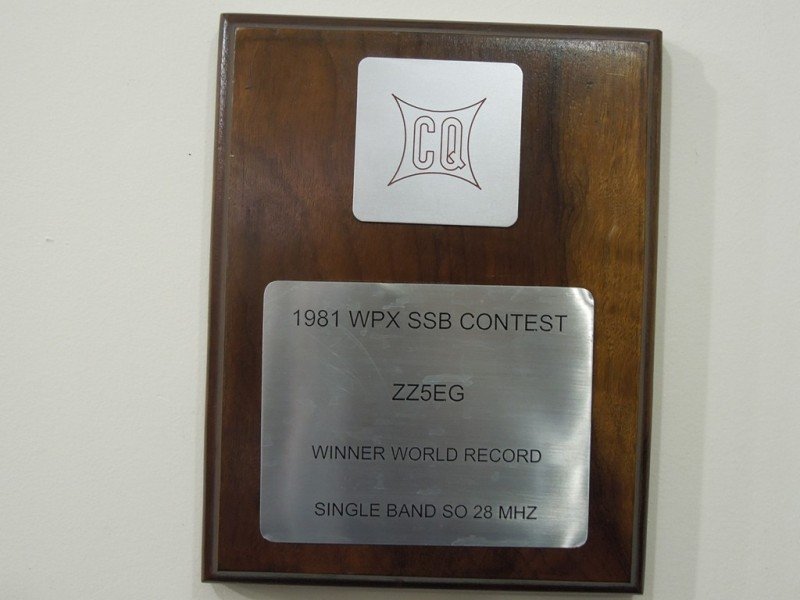 CQ
1981 WPX SSB CONTEST
ZZ5EG
WINNER WORLD RECORD
SINGLE BAND SO 28 MHZ